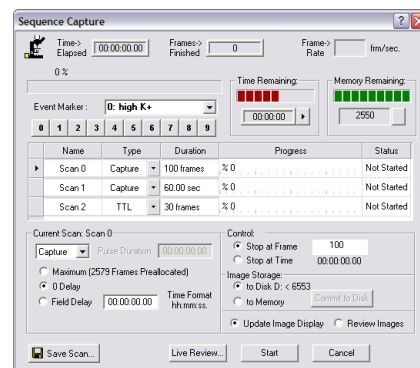 Sequence Capture
Time-> Elapsed 00:00:00.00 Frames-> Finished 0 Frame-> Rate frm/sec.
0 %
Time Remaining: Memory Remaining:
Event Marker : 0: high K+
00:00:00 2550
0 1 2 3 4 5 6 7 8 9
Name Type Duration Progress Status
Scan 0 Capture 100 frames % 0 Not Started
Scan 1 Capture 60.00 sec % 0 Not Started
Scan 2 TTL 30 frames % 0 Not Started
Current Scan: Scan 0
Capture Pulse Duration 00:00:00.00
Maximum (2579 Frames Preallocated)
0 Delay
Field Delay 00:00:00.00 Time Format hh:mm:ss.
Control:
Stop at Frame 100
Stop at Time 00:00:00.00
Image Storage:
to Disk D: < 6553
to Memory Commit to Disk
Update Image Display Review Images
Save Scan... Live Review... Start Cancel